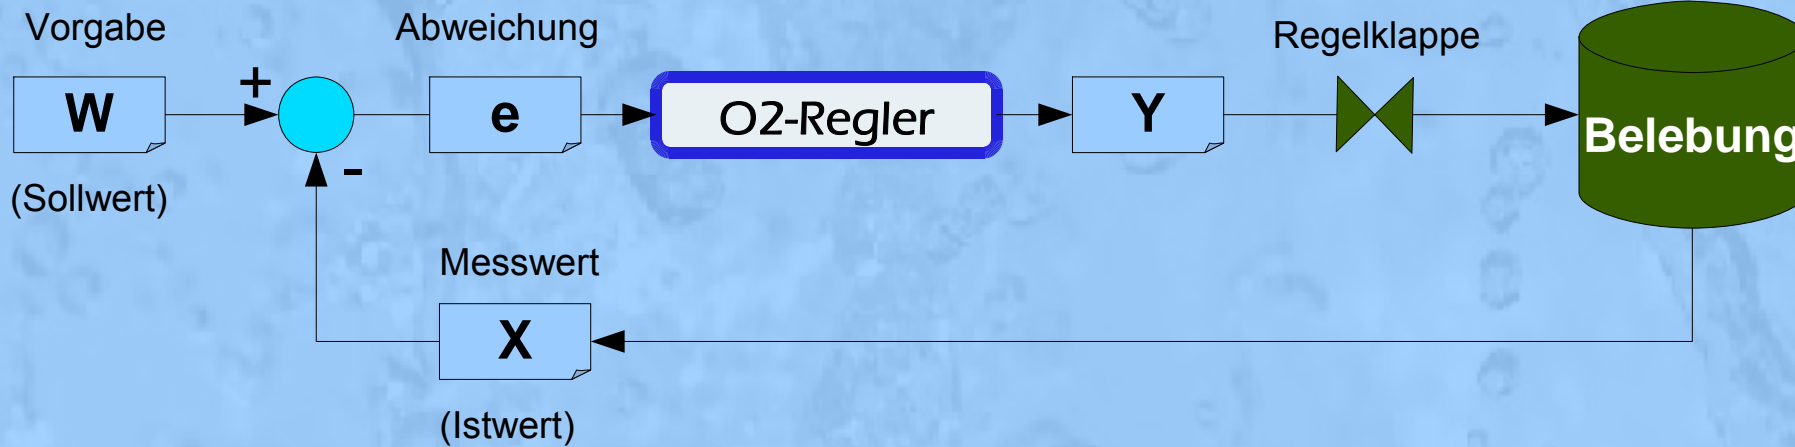 Vorgabe
Abweichung
Regelklappe
W
+
e
O2-Regler
Y
Belebung
-
(Sollwert)
Messwert
X
(Istwert)